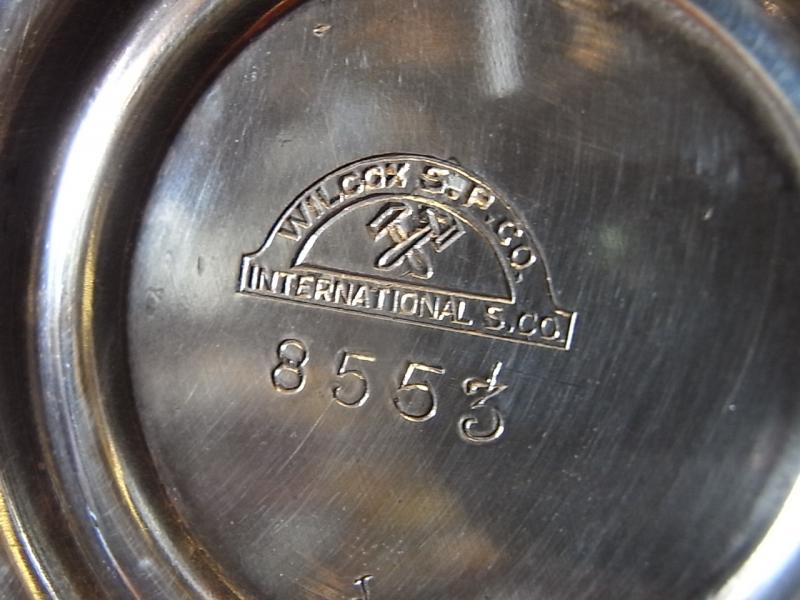 WILCOX S.P.CO.
INTERNATIONAL S.CO.
8553